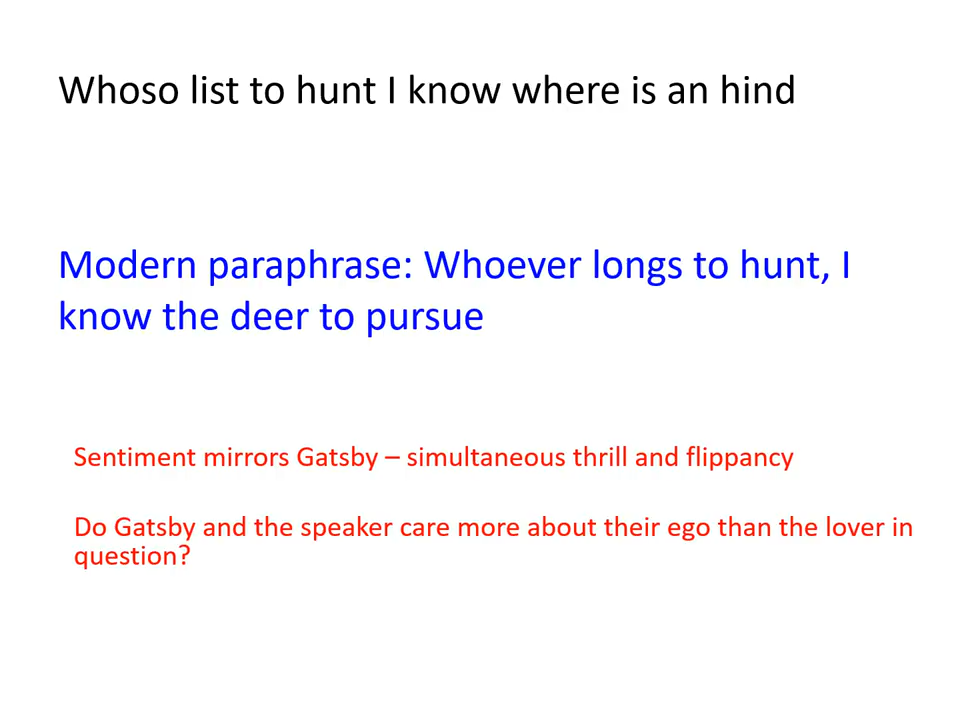 Whoso list to hunt I know where is an hind
Modern paraphrase: Whoever longs to hunt, I
know the deer to pursue
Sentiment mirrors Gatsby – simultaneous thrill and flippancy
Do Gatsby and the speaker care more about their ego than the lover in
question?